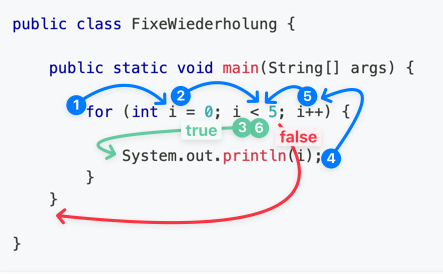 public class FixeWiederholung {
public static void main(String[] args) {
1 2 5
for (int i = 0; i < 5; i++) {
true 3 6 false
System.out.println(i); 4
}
}
}